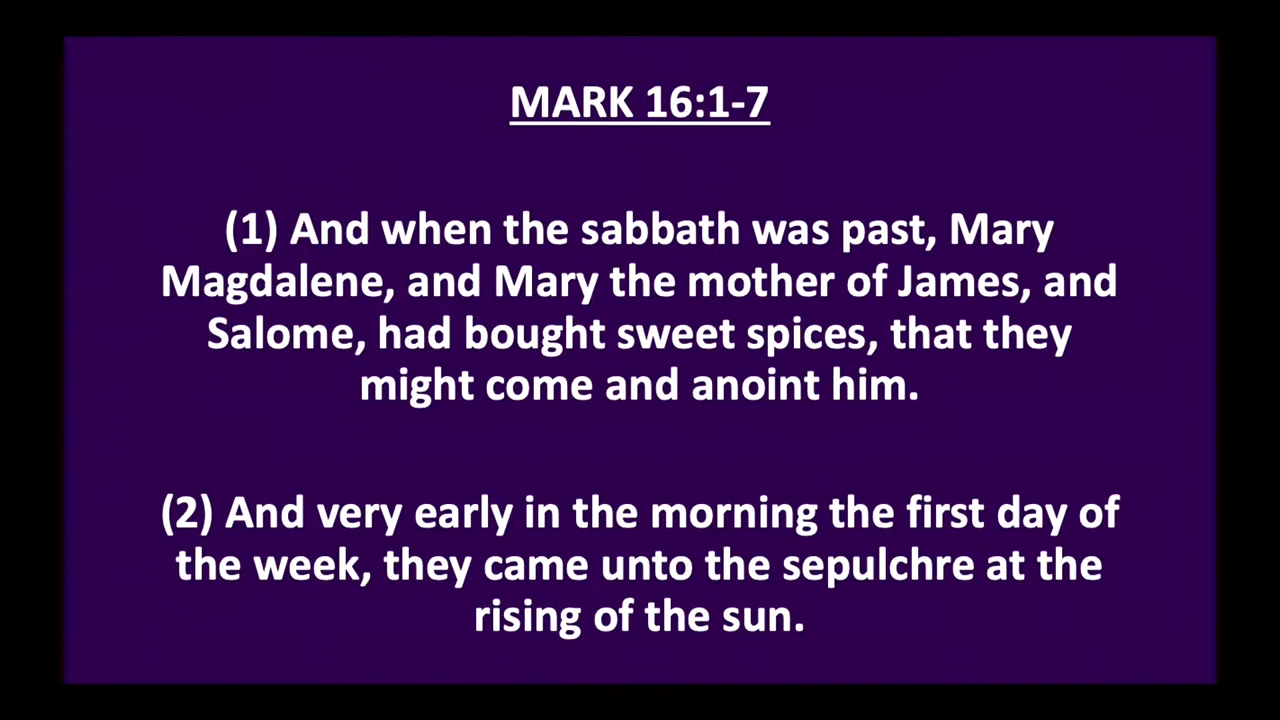 MARK 16:1-7
(1) And when the sabbath was past, Mary
Magdalene, and Mary the mother of James, and
Salome, had bought sweet spices, that they
might come and anoint him.
(2) And very early in the morning the first day of
the week, they came unto the sepulchre at the
rising of the sun.